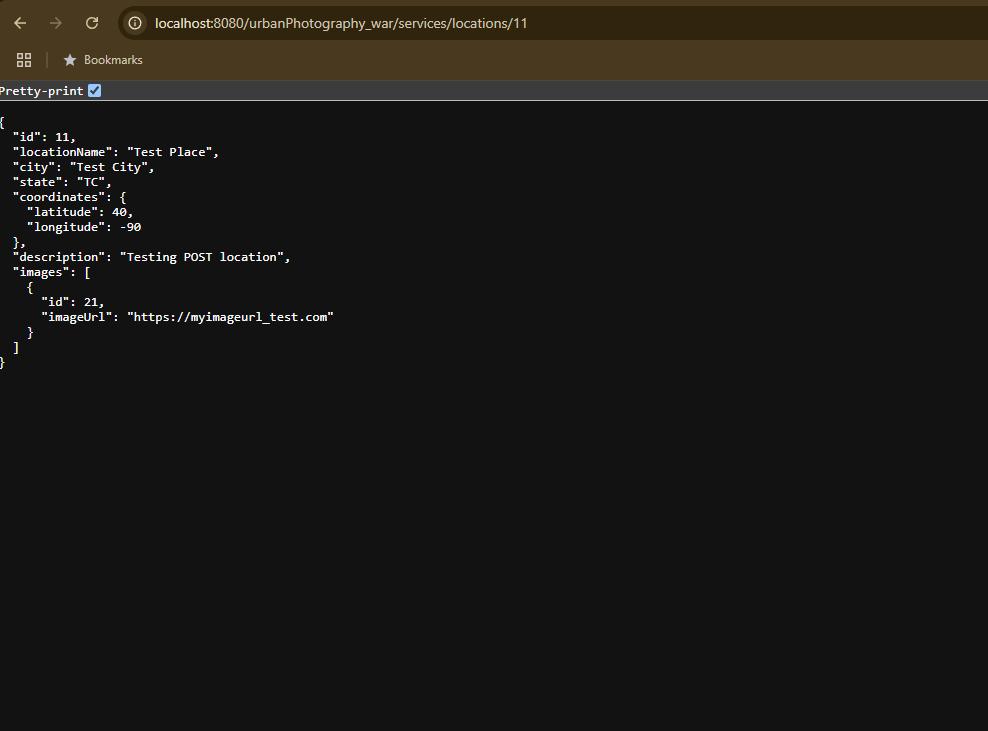 localhost:8080/urbanPhotography_war/services/locations/11
Bookmarks
Pretty-print
{
  "id": 11,
  "locationName": "Test Place",
  "city": "Test City",
  "state": "TC",
  "coordinates": {
    "latitude": 40,
    "longitude": -90
  },
  "description": "Testing POST location",
  "images": [
    {
      "id": 21,
      "imageUrl": "https://myimageurl_test.com"
    }
  ]
}